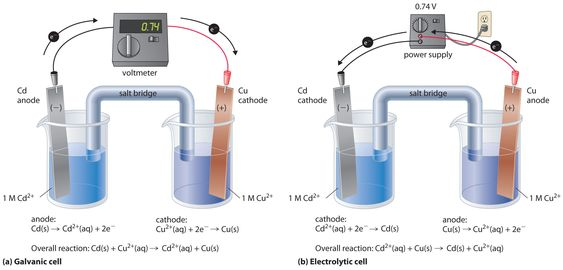 0.74
voltmeter
Cd
anode
Cu
cathode
(−)
(+)
salt bridge
1 M Cd²⁺
1 M Cu²⁺
anode:
Cd(s) → Cd²⁺(aq) + 2e⁻
cathode:
Cu²⁺(aq) + 2e⁻ → Cu(s)
Overall reaction: Cd(s) + Cu²⁺(aq) → Cd²⁺(aq) + Cu(s)
(a) Galvanic cell
0.74 V
power supply
Cd
cathode
Cu
anode
(−)
(+)
salt bridge
1 M Cd²⁺
1 M Cu²⁺
cathode:
Cd²⁺(aq) + 2e⁻ → Cd(s)
anode:
Cu(s) → Cu²⁺(aq) + 2e⁻
Overall reaction: Cd²⁺(aq) + Cu(s) → Cd(s) + Cu²⁺(aq)
(b) Electrolytic cell